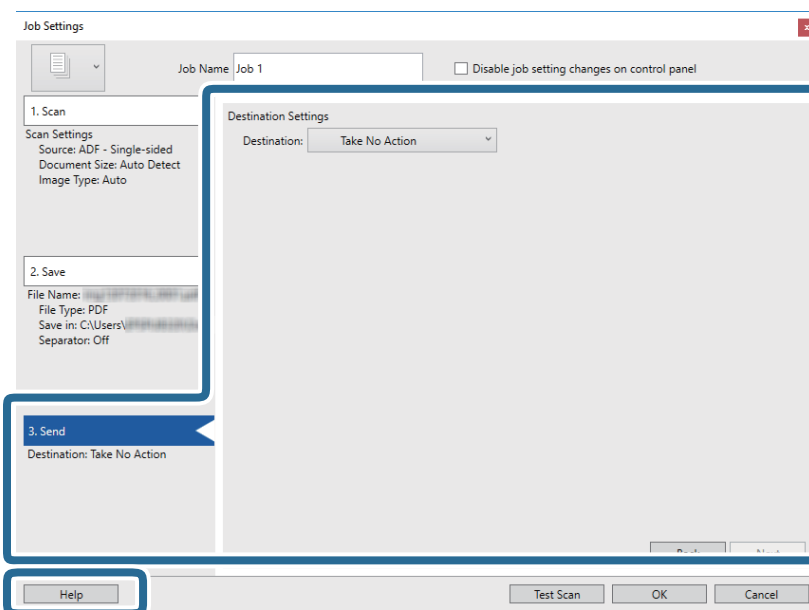 Job Settings
Job Name Job 1
Disable job setting changes on control panel
1. Scan
Scan Settings
Source: ADF - Single-sided
Document Size: Auto Detect
Image Type: Auto
2. Save
File Name:
File Type: PDF
Save in: C:\Users\
Separator: Off
3. Send
Destination: Take No Action
Destination Settings
Destination: Take No Action
Help
Test Scan
OK
Cancel